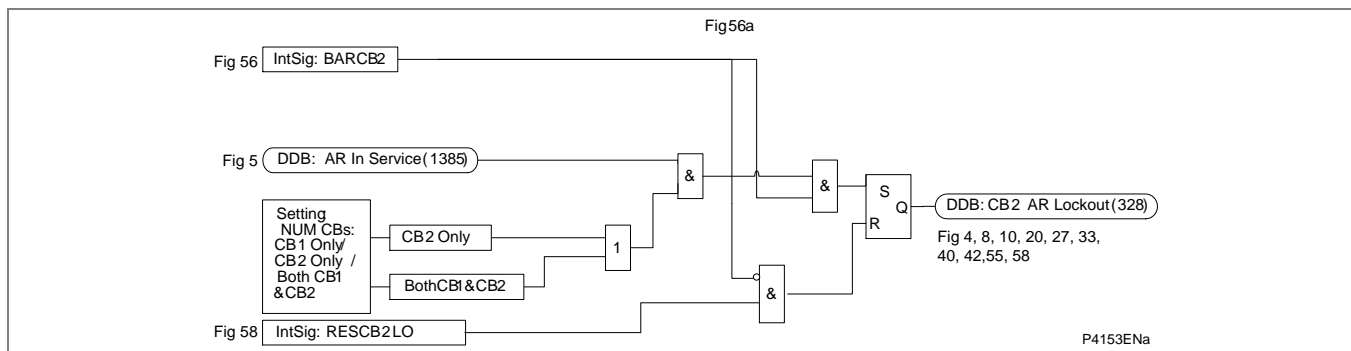 Fig56a
Fig 56
IntSig: BARCB2
Fig 5
DDB: AR In Service(1385)
&
&
S
Q
R
DDB: CB2 AR Lockout(328)
Fig 4, 8, 10, 20, 27, 33,
40, 42,55, 58
Setting
NUM CBs:
CB1 Only/
CB2 Only /
Both CB1
&CB2
CB2 Only
1
BothCB1&CB2
&
Fig 58
IntSig: RESCB2LO
P4153ENa